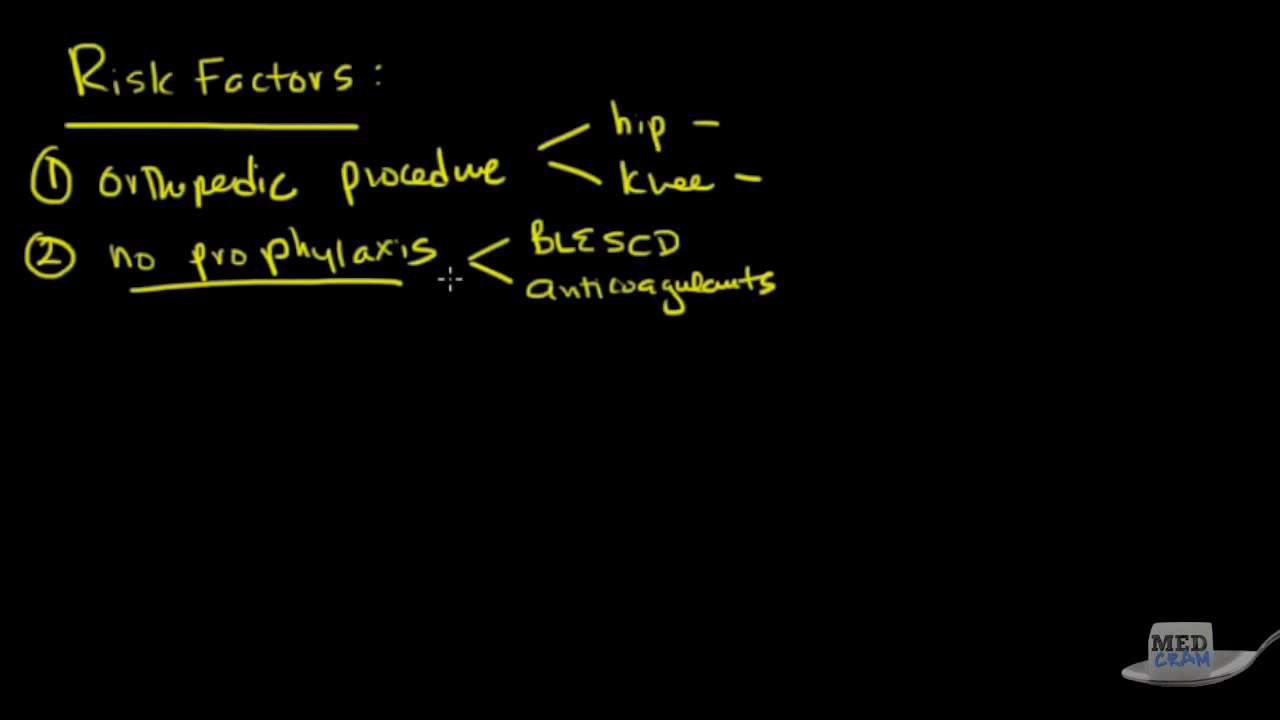 Risk Factors:
① orthopedic procedure < hip -
knee -
② no prophylaxis < BLESCD
anticoagulants
MED
CRAM